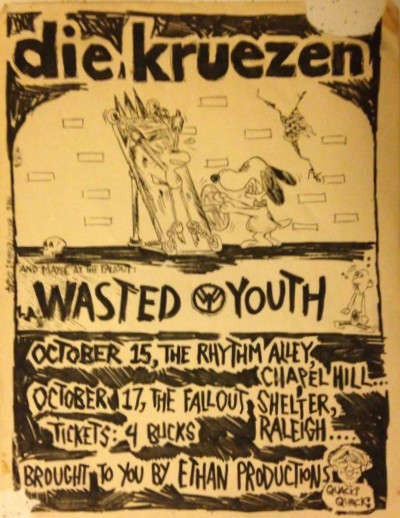 die kruezen
AND MAYBE AT THE FALLOUT:
L.A.
WASTED YOUTH
OCTOBER 15, THE RHYTHM ALLEY,
CHAPEL HILL...
OCTOBER 17, THE FALLOUT SHELTER,
RALEIGH....
TICKETS: 4 BUCKS
BROUGHT TO YOU BY ETHAN PRODUCTIONS
QUACK!
QUACK!